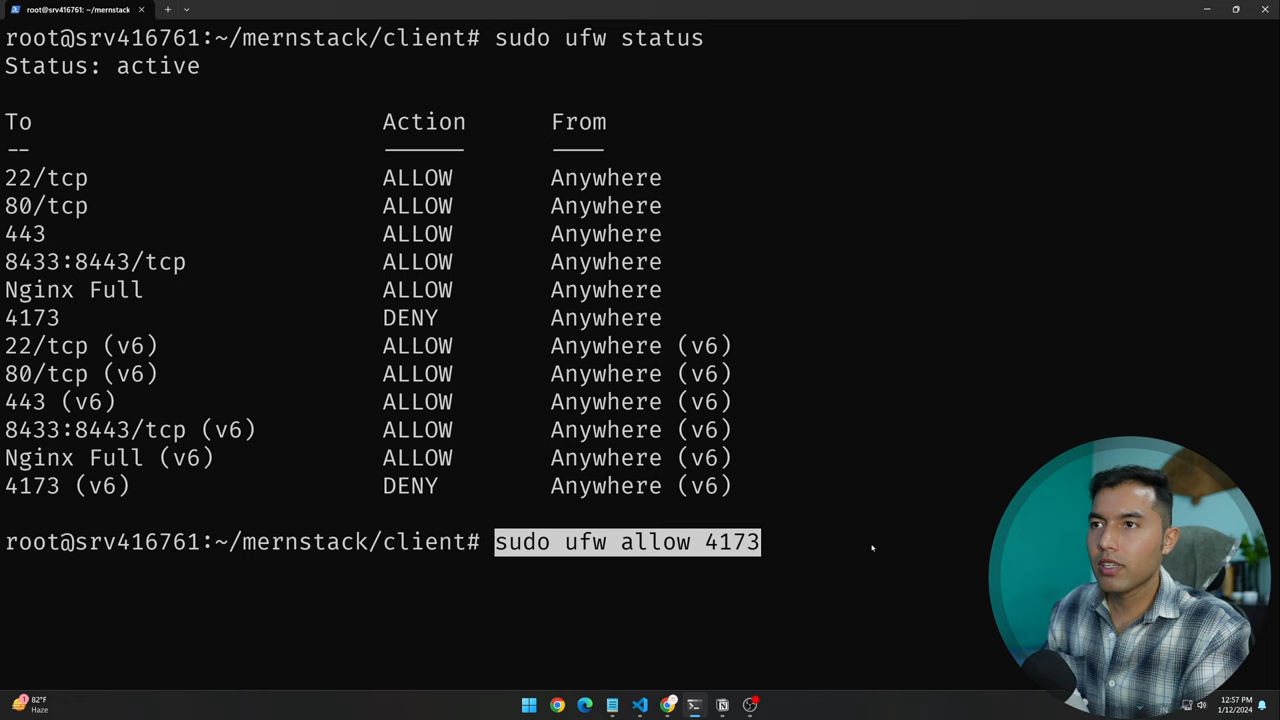 root@srv416761: ~/mernstack
root@srv416761:~/mernstack/client# sudo ufw status
Status: active
To Action From
-- ------ ----
22/tcp ALLOW Anywhere
80/tcp ALLOW Anywhere
443 ALLOW Anywhere
8433:8443/tcp ALLOW Anywhere
Nginx Full ALLOW Anywhere
4173 DENY Anywhere
22/tcp (v6) ALLOW Anywhere (v6)
80/tcp (v6) ALLOW Anywhere (v6)
443 (v6) ALLOW Anywhere (v6)
8433:8443/tcp (v6) ALLOW Anywhere (v6)
Nginx Full (v6) ALLOW Anywhere (v6)
4173 (v6) DENY Anywhere (v6)
root@srv416761:~/mernstack/client# sudo ufw allow 4173
1
82°F
Haze
IN
12:57 PM
1/12/2024